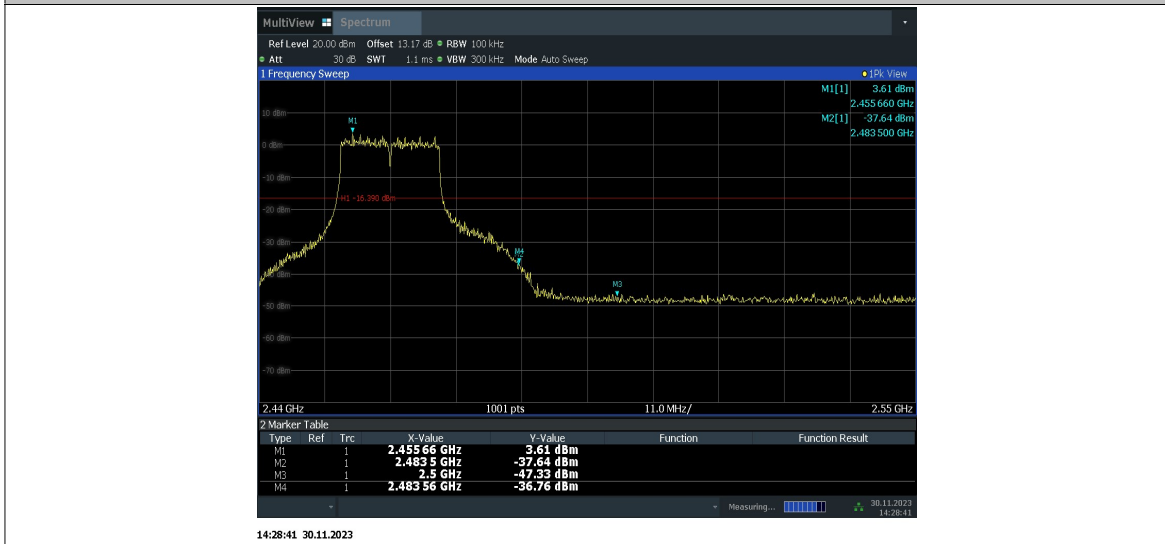 MultiView Spectrum
Ref Level 20.00 dBm Offset 13.17 dB RBW 100 kHz
Att 30 dB SWT 1.1 ms VBW 300 kHz Mode Auto Sweep
1 Frequency Sweep 1Pk View
M1[1] 3.61 dBm
2.455 660 GHz
10 dBm M2[1] -37.64 dBm
M1
2.483 500 GHz
0 dBm
-10 dBm
H1 -16.390 dBm
-20 dBm
-30 dBm
M4
-40 dBm
M3
-50 dBm
-60 dBm
-70 dBm
2.44 GHz 1001 pts 11.0 MHz/ 2.55 GHz
2 Marker Table
Type Ref Trc X-Value Y-Value Function Function Result
M1 1 2.455 66 GHz 3.61 dBm
M2 1 2.483 5 GHz -37.64 dBm
M3 1 2.5 GHz -47.33 dBm
M4 1 2.483 56 GHz -36.76 dBm
Measuring... 30.11.2023
14:28:41
14:28:41 30.11.2023